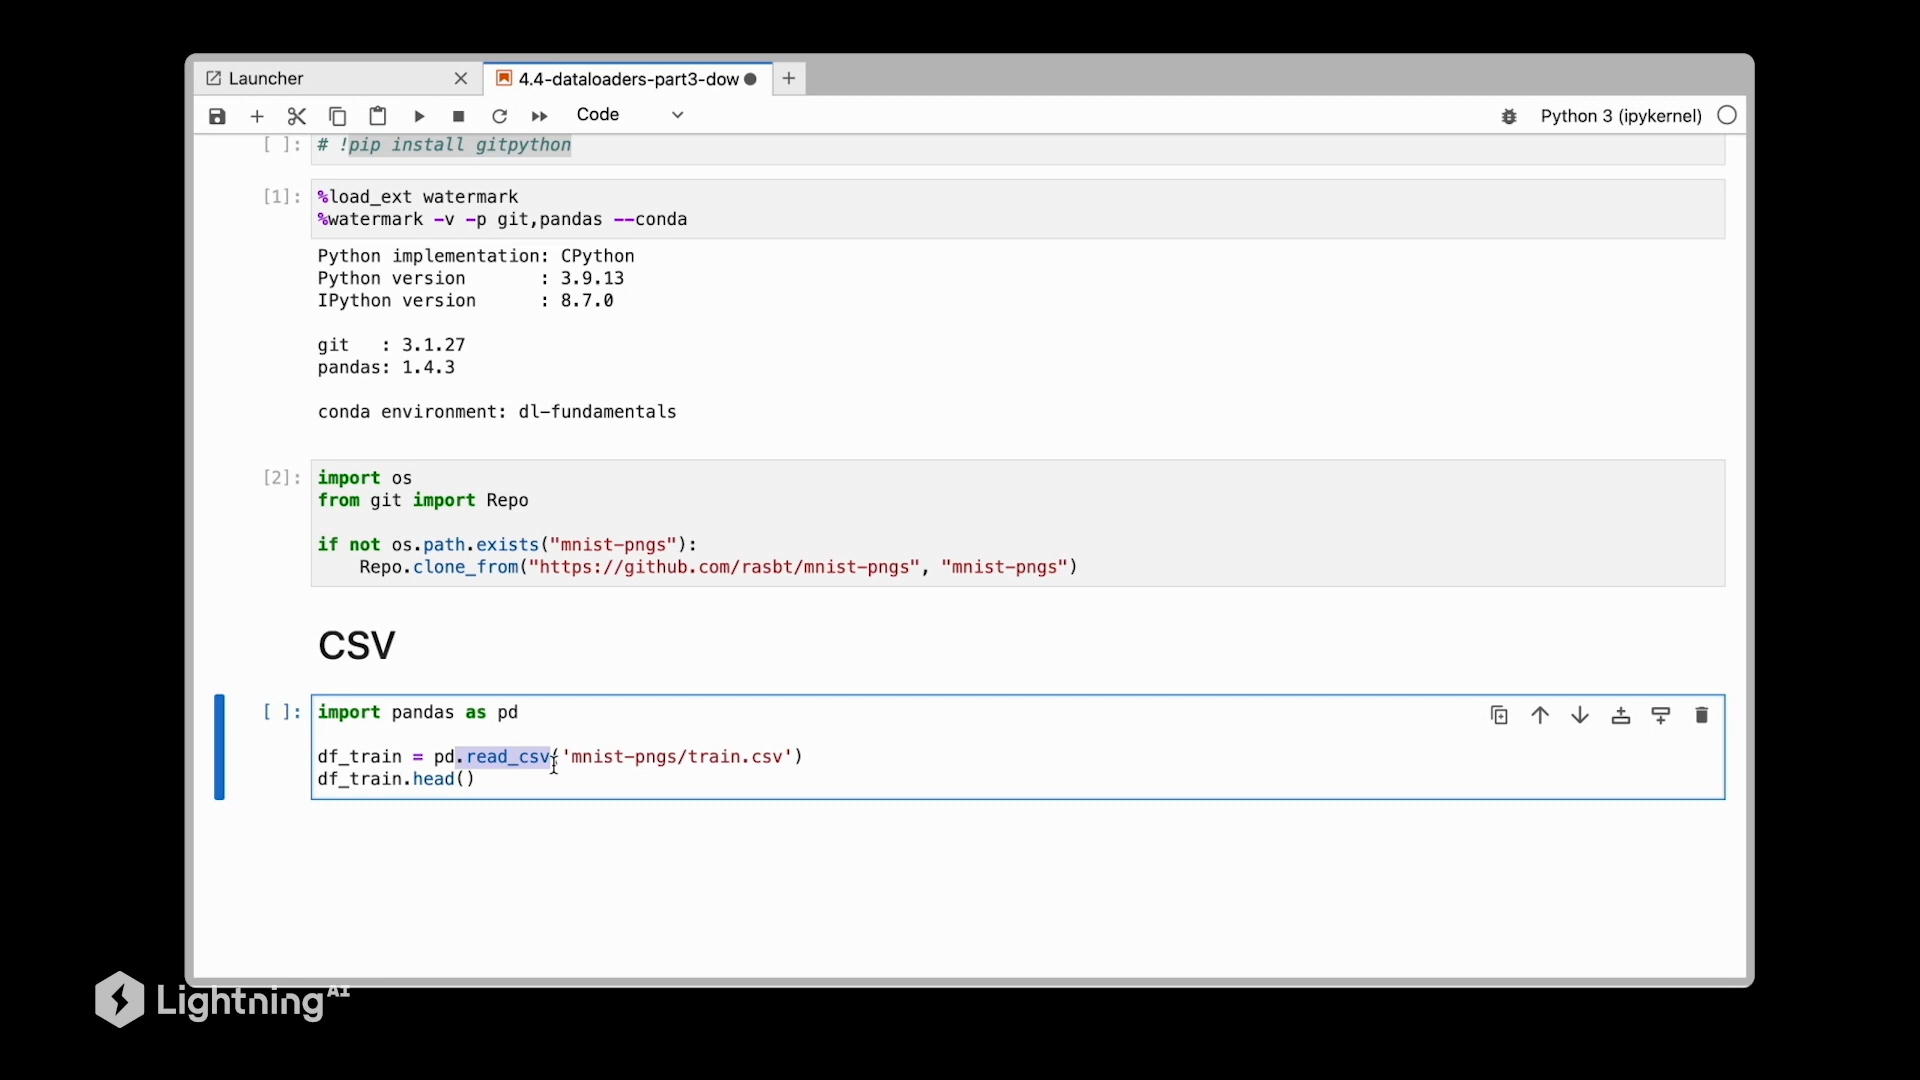 Launcher
4.4-dataloaders-part3-dow
Code
Python 3 (ipykernel)
[ ]:
# !pip install gitpython
[1]:
%load_ext watermark
%watermark -v -p git,pandas --conda
Python implementation: CPython
Python version       : 3.9.13
IPython version      : 8.7.0
git   : 3.1.27
pandas: 1.4.3
conda environment: dl-fundamentals
[2]:
import os
from git import Repo
if not os.path.exists("mnist-pngs"):
    Repo.clone_from("https://github.com/rasbt/mnist-pngs", "mnist-pngs")
CSV
[ ]:
import pandas as pd
df_train = pd.read_csv('mnist-pngs/train.csv')
df_train.head()
Lightning AI